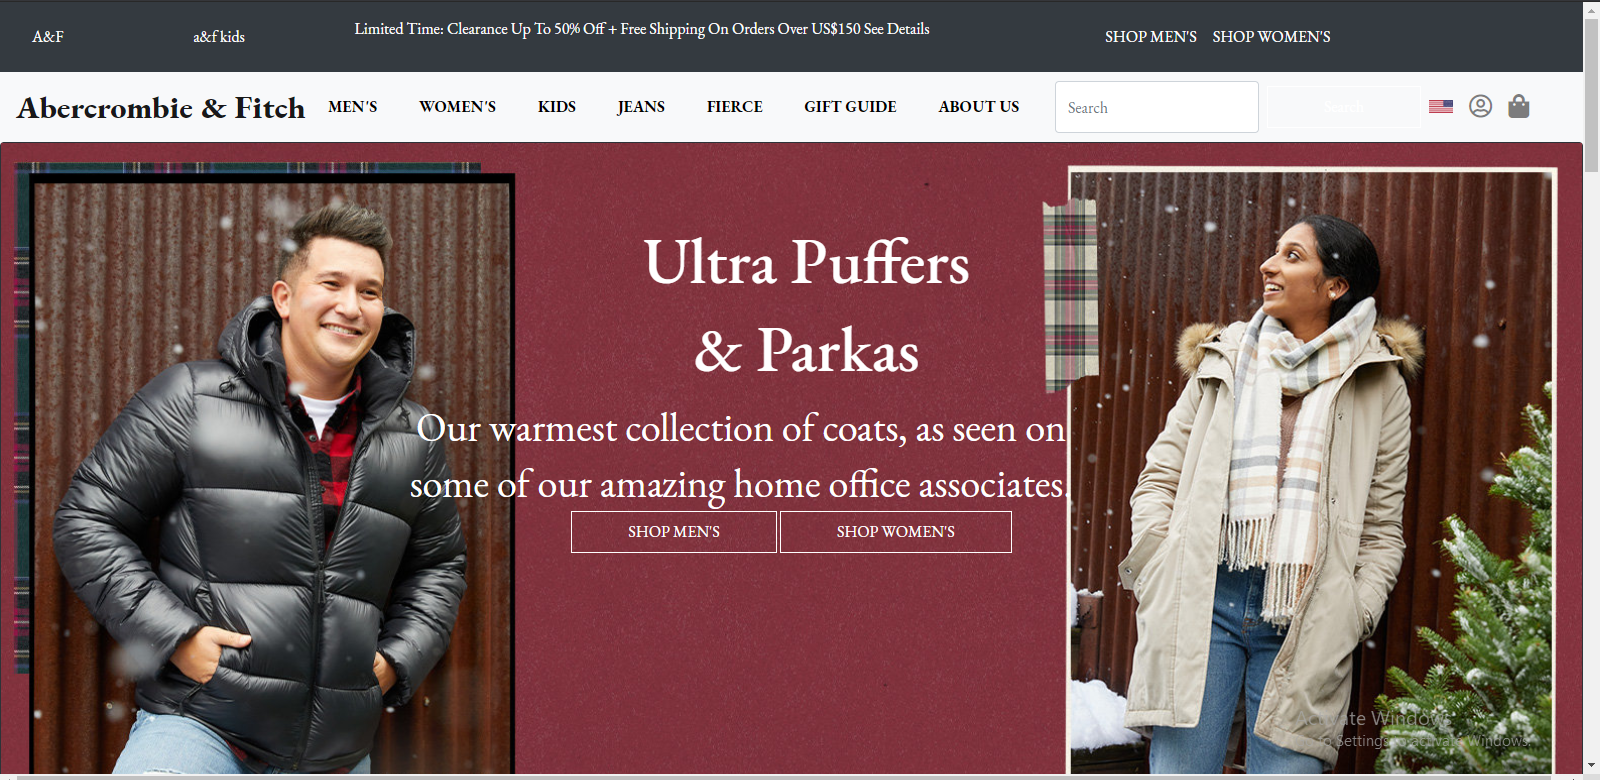 A&F
a&f kids
Limited Time: Clearance Up To 50% Off + Free Shipping On Orders Over US$150 See Details
SHOP MEN'S
SHOP WOMEN'S
Abercrombie & Fitch
MEN'S
WOMEN'S
KIDS
JEANS
FIERCE
GIFT GUIDE
ABOUT US
Search
Search
Ultra Puffers
& Parkas
Our warmest collection of coats, as seen on
some of our amazing home office associates.
SHOP MEN'S
SHOP WOMEN'S
Activate Windows
Go to Settings to activate Windows.